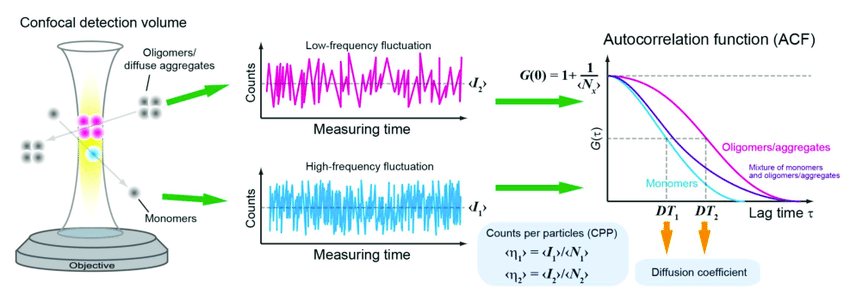 Confocal detection volume
Oligomers/
diffuse aggregates
Monomers
Objective
Low-frequency fluctuation
Counts
‹I₂›
Measuring time
High-frequency fluctuation
Counts
‹I₁›
Measuring time
Counts per particles (CPP)
‹η₁› = ‹I₁›/‹N₁›
‹η₂› = ‹I₂›/‹N₂›
Autocorrelation function (ACF)
G(0) = 1+ 1/‹Nₓ›
G(τ)
Oligomers/aggregates
Mixture of monomers
and oligomers/aggregates
Monomers
DT₁ DT₂ Lag time τ
Diffusion coefficient